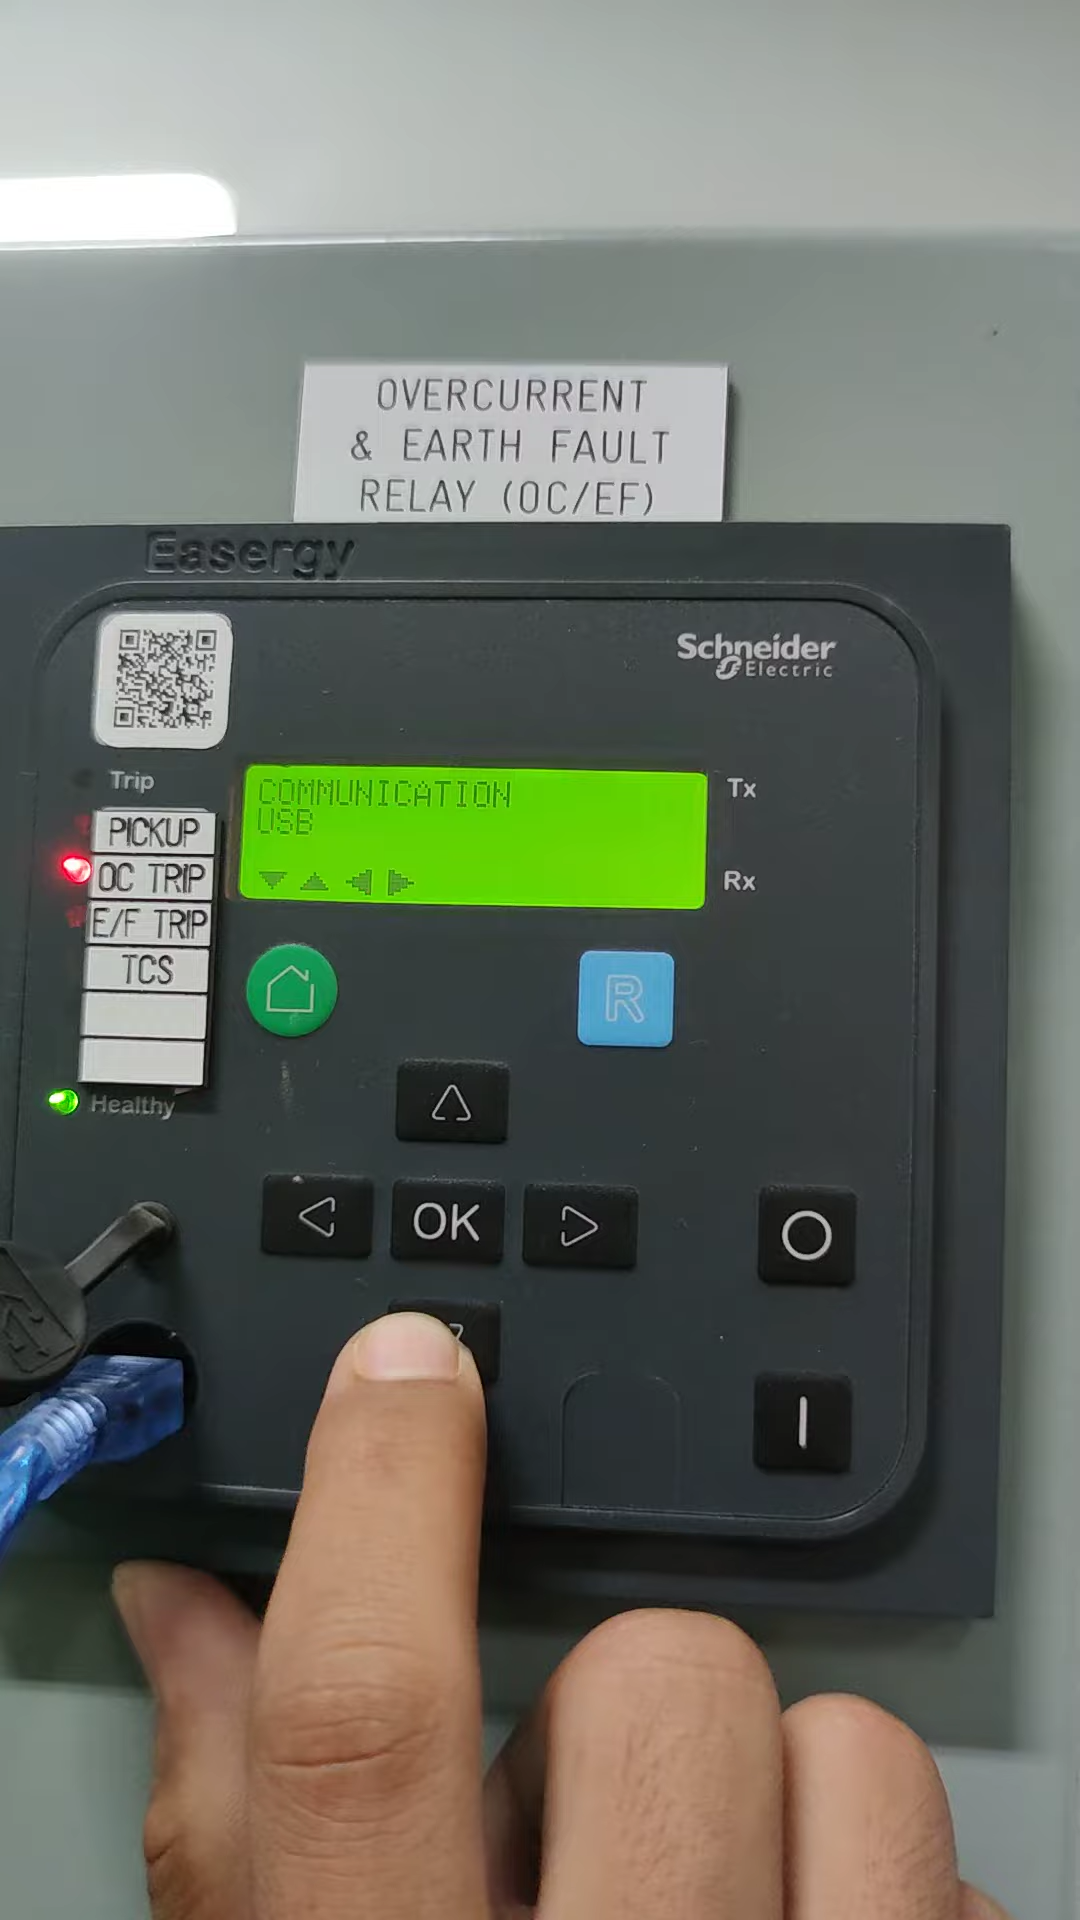 OVERCURRENT
& EARTH FAULT
RELAY (OC/EF)
Easergy
Schneider
Electric
Trip
PICKUP
OC TRIP
E/F TRIP
TCS
Healthy
COMMUNICATION
USB
Tx
Rx
R
OK